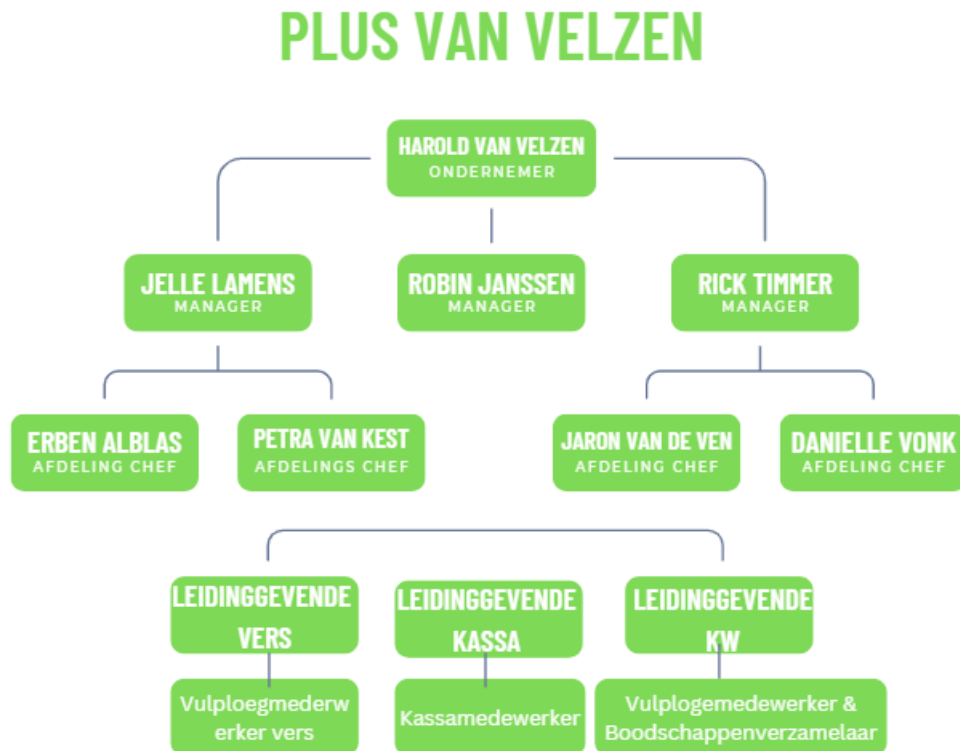 PLUS VAN VELZEN
HAROLD VAN VELZEN
ONDERNEMER
JELLE LAMENS
MANAGER
ROBIN JANSSEN
MANAGER
RICK TIMMER
MANAGER
ERBEN ALBLAS
AFDELING CHEF
PETRA VAN KEST
AFDELINGS CHEF
JARON VAN DE VEN
AFDELING CHEF
DANIELLE VONK
AFDELING CHEF
LEIDINGGEVENDE
VERS
LEIDINGGEVENDE
KASSA
LEIDINGGEVENDE
KW
Vulploegmederw
erker vers
Kassamedewerker
Vulplogemedewerker &
Boodschappenverzamelaar